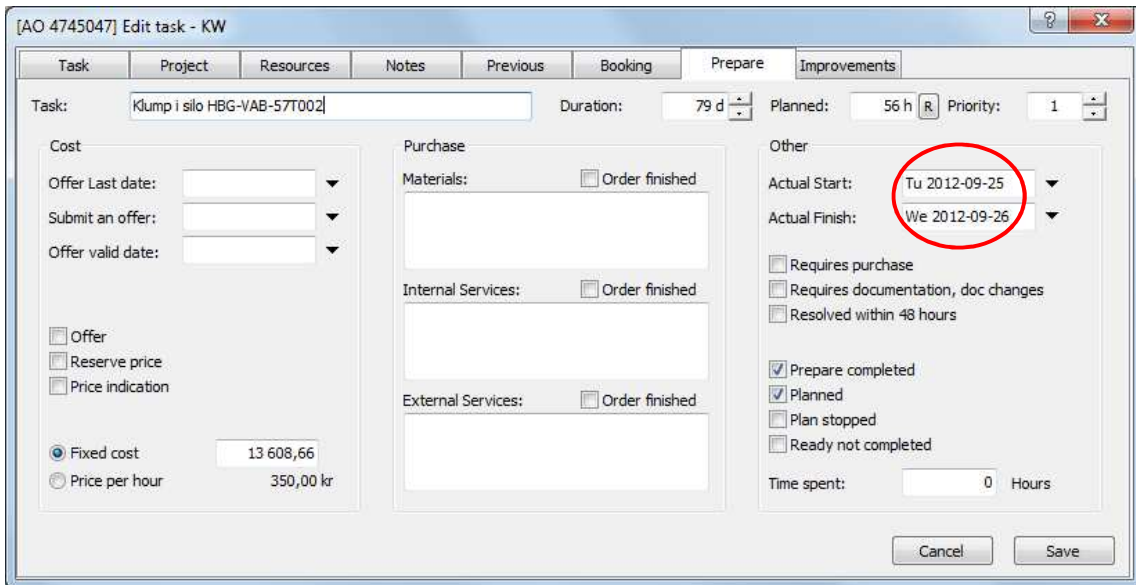 [AO 4745047] Edit task - KW
Task Project Resources Notes Previous Booking Prepare Improvements
Task: Klump i silo HBG-VAB-57T002 Duration: 79 d Planned: 56 h R Priority: 1
Cost
Offer Last date:
Submit an offer:
Offer valid date:
Offer
Reserve price
Price indication
Fixed cost 13 608,66
Price per hour 350,00 kr
Purchase
Materials: Order finished
Internal Services: Order finished
External Services: Order finished
Other
Actual Start: Tu 2012-09-25
Actual Finish: We 2012-09-26
Requires purchase
Requires documentation, doc changes
Resolved within 48 hours
Prepare completed
Planned
Plan stopped
Ready not completed
Time spent: 0 Hours
Cancel Save